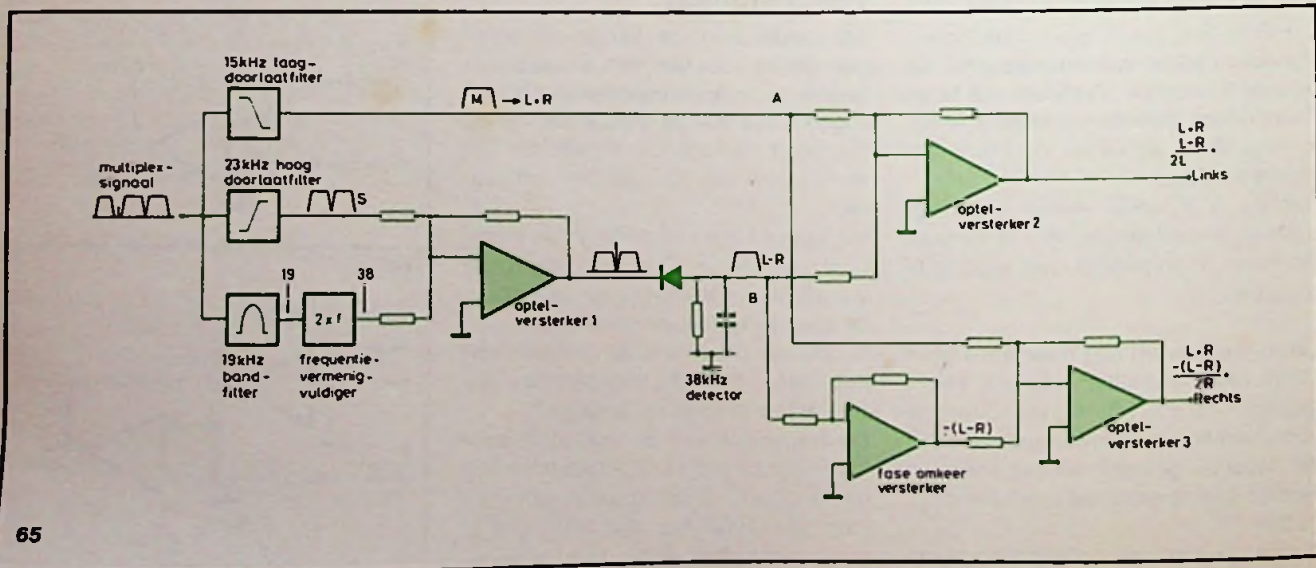 15kHz laag-
doorlaatfilter
M → L+R
A
multiplex-
signaal
23kHz hoog
doorlaatfilter
S
optel-
versterker 1
19
38
2 x f
19kHz
band-
filter
frequentie-
vermenig-
vuldiger
L-R
B
38kHz
detector
optel-
versterker 2
L+R
L-R +
2L
Links
-(L-R)
fase omkeer
versterker
optel-
versterker 3
L+R
-(L-R) +
2R
Rechts
65